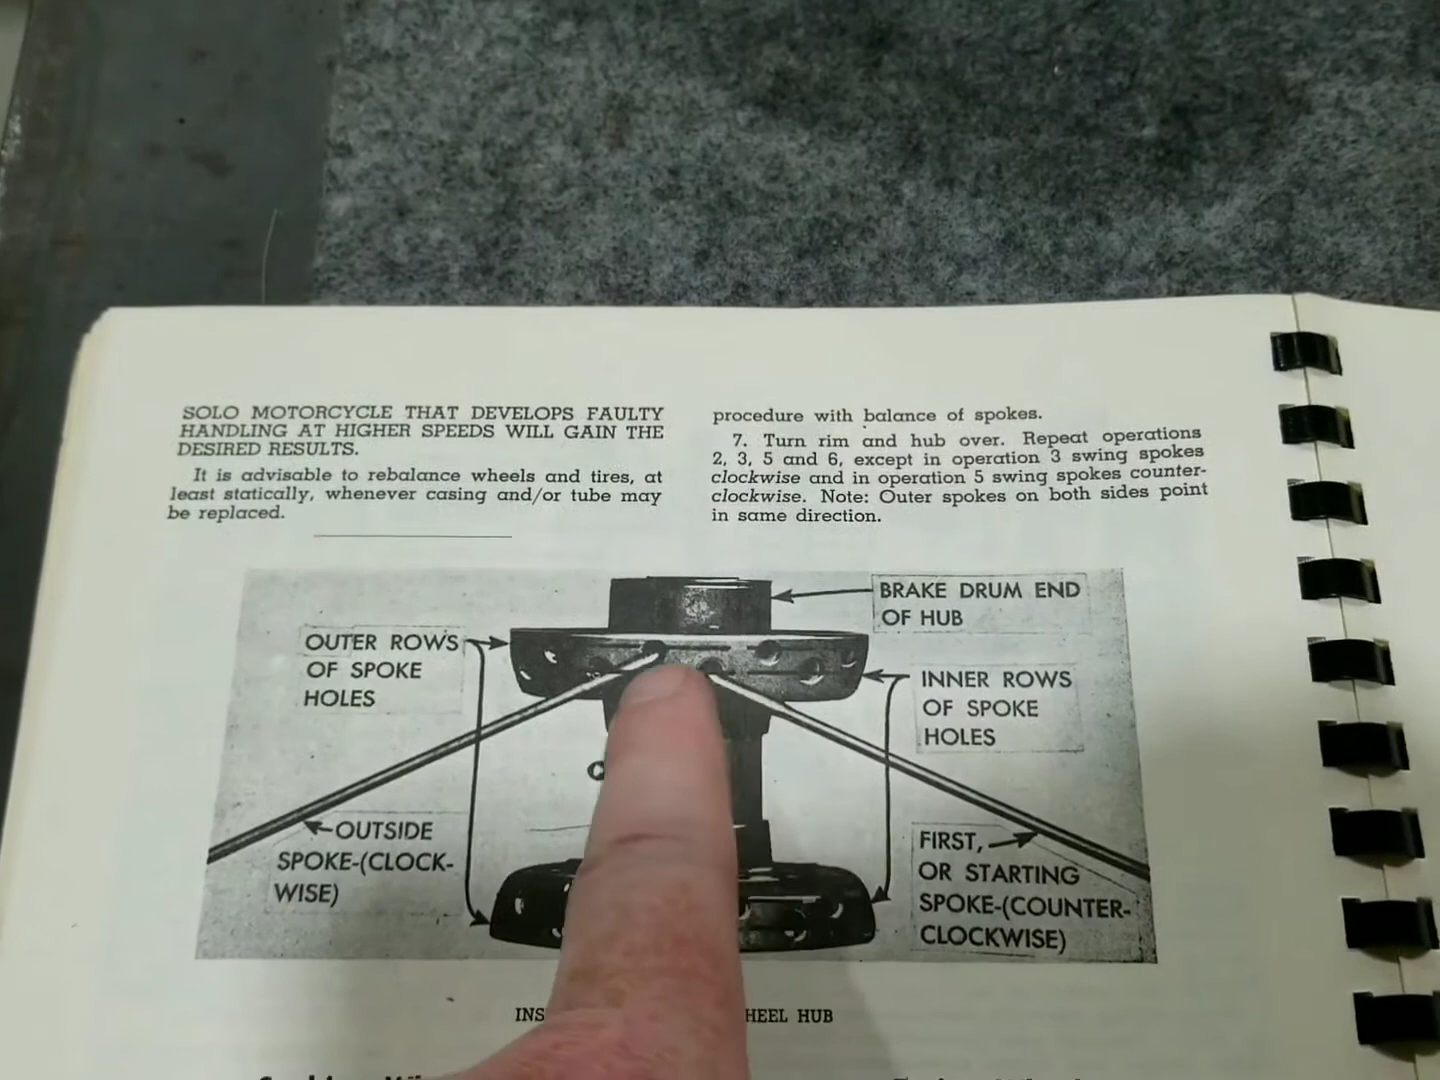 SOLO MOTORCYCLE THAT DEVELOPS FAULTY
HANDLING AT HIGHER SPEEDS WILL GAIN THE
DESIRED RESULTS.
It is advisable to rebalance wheels and tires, at
least statically, whenever casing and/or tube may
be replaced.
procedure with balance of spokes.
7. Turn rim and hub over. Repeat operations
2, 3, 5 and 6, except in operation 3 swing spokes
clockwise and in operation 5 swing spokes counter-
clockwise. Note: Outer spokes on both sides point
in same direction.
BRAKE DRUM END
OF HUB
OUTER ROWS
OF SPOKE
HOLES
INNER ROWS
OF SPOKE
HOLES
OUTSIDE
SPOKE-(CLOCK-
WISE)
FIRST,
OR STARTING
SPOKE-(COUNTER-
CLOCKWISE)
HUB